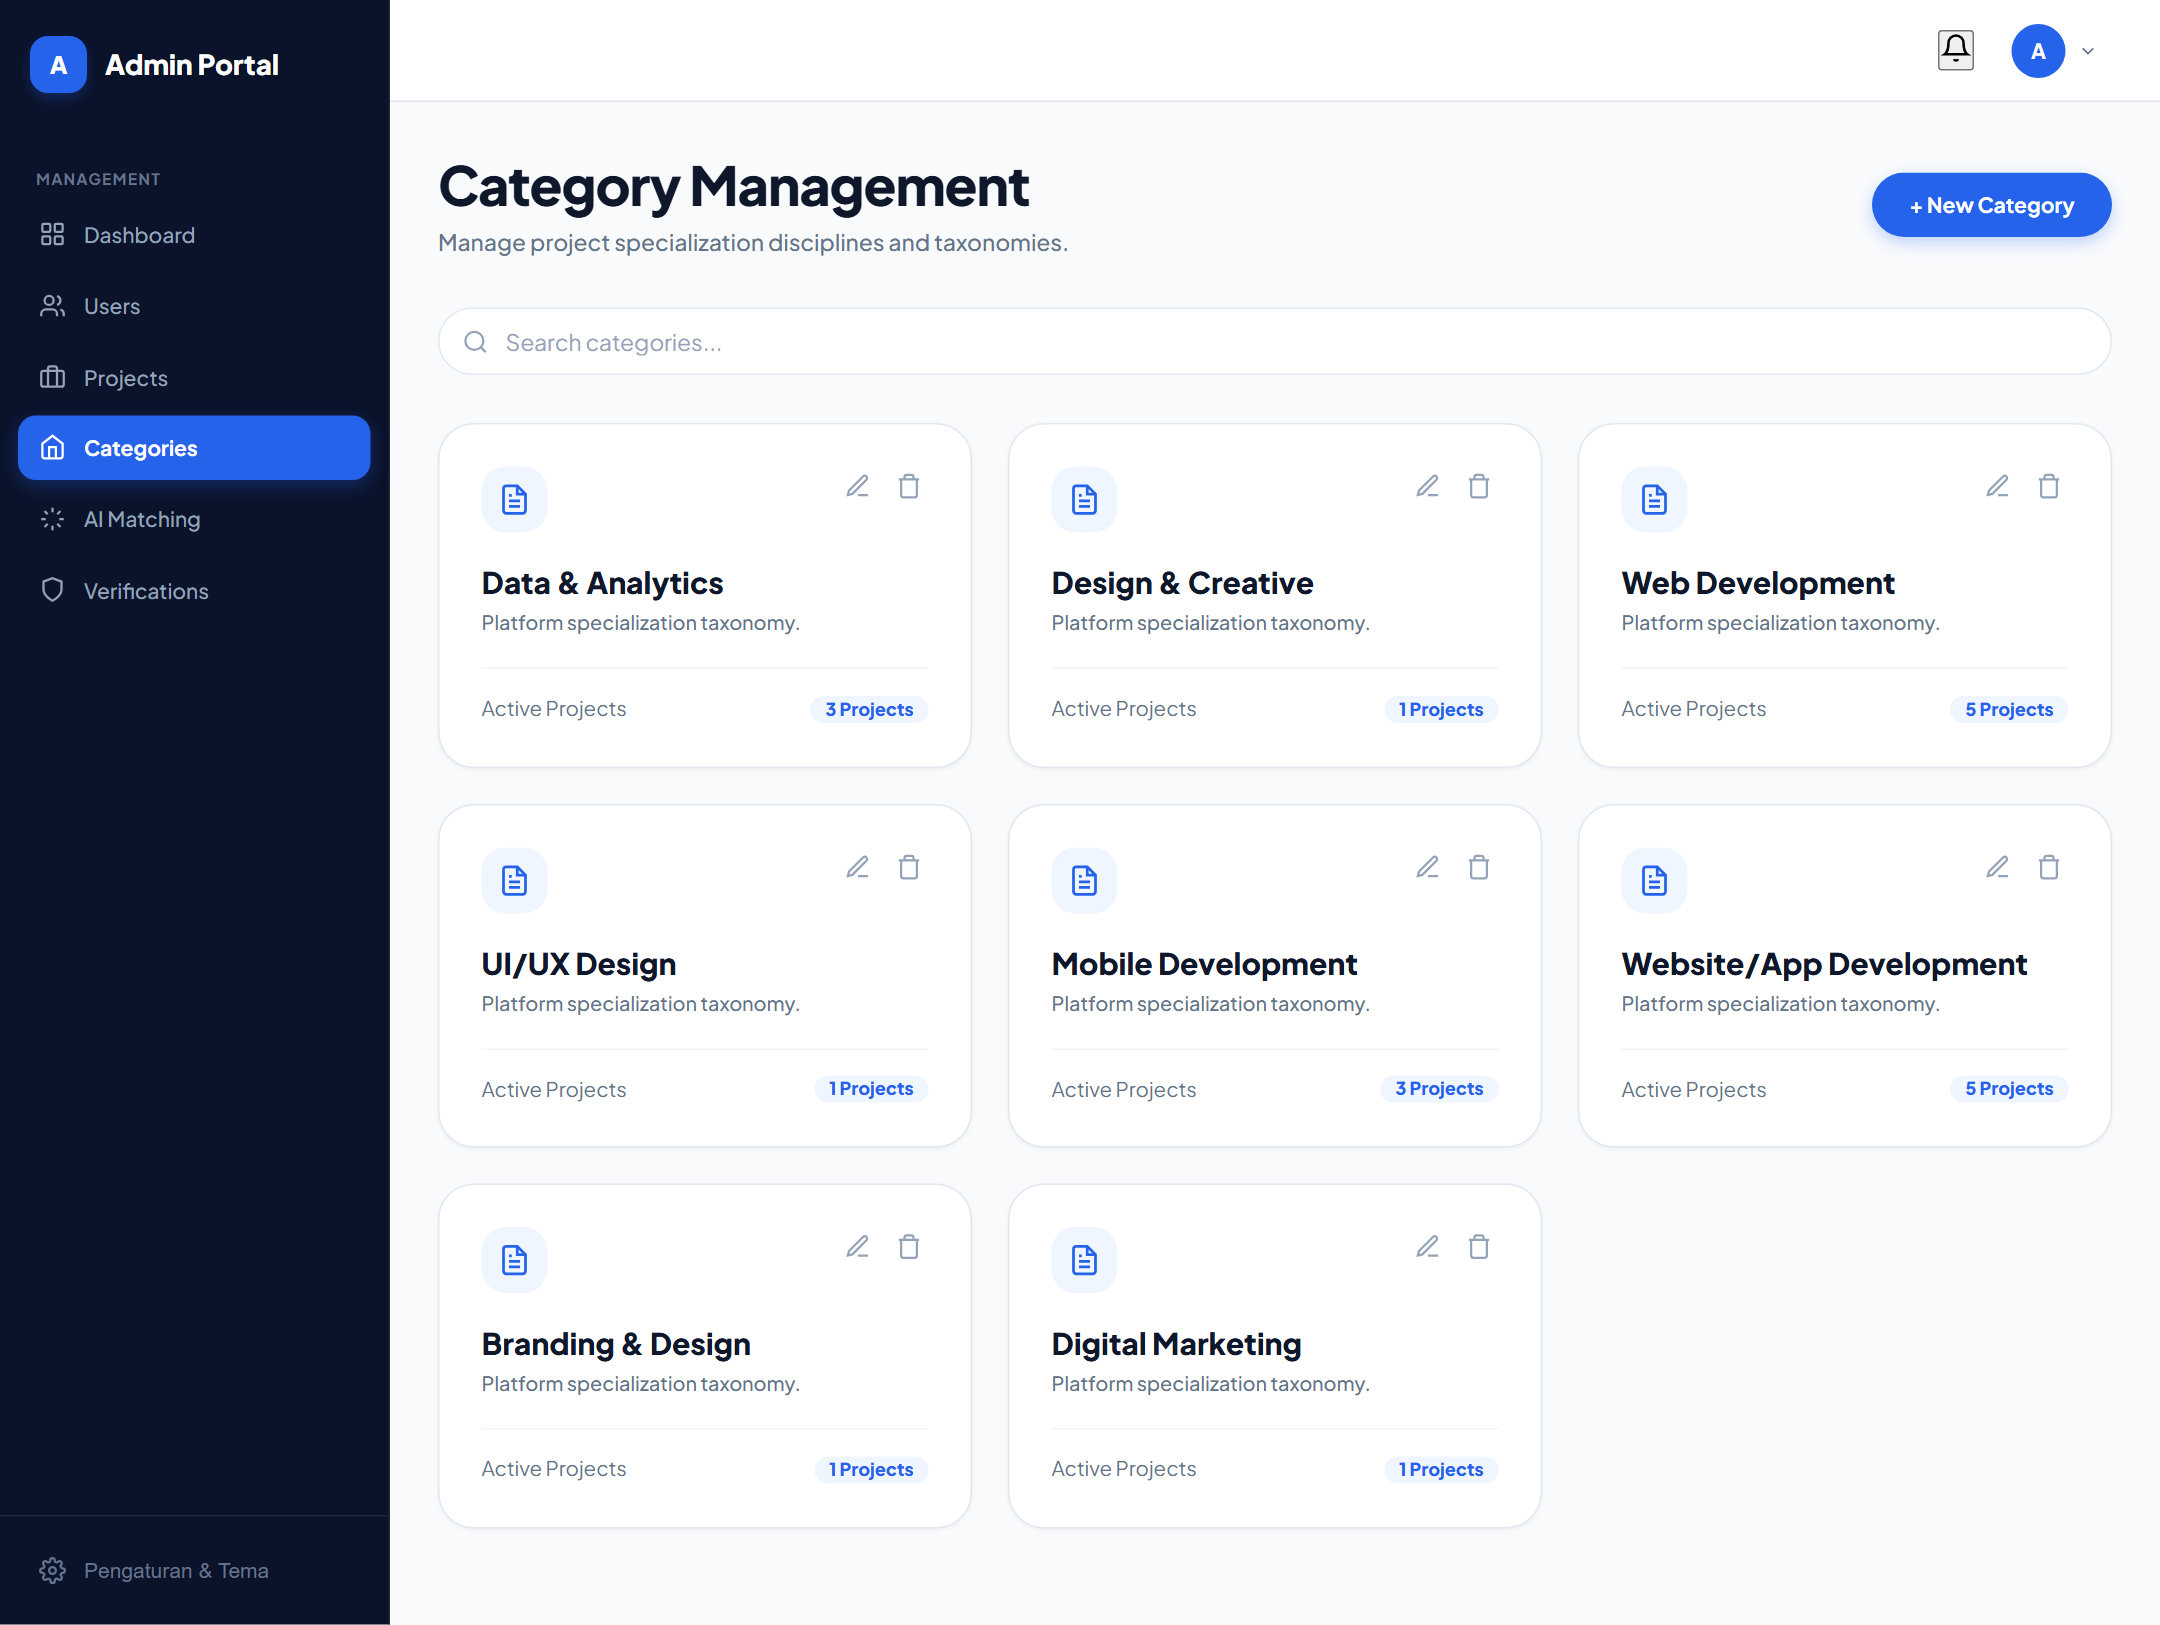 A Admin Portal
A
MANAGEMENT
Dashboard
Users
Projects
Categories
AI Matching
Verifications
Pengaturan & Tema
Category Management
Manage project specialization disciplines and taxonomies.
+ New Category
Search categories...
Data & Analytics
Platform specialization taxonomy.
Active Projects 3 Projects
Design & Creative
Platform specialization taxonomy.
Active Projects 1 Projects
Web Development
Platform specialization taxonomy.
Active Projects 5 Projects
UI/UX Design
Platform specialization taxonomy.
Active Projects 1 Projects
Mobile Development
Platform specialization taxonomy.
Active Projects 3 Projects
Website/App Development
Platform specialization taxonomy.
Active Projects 5 Projects
Branding & Design
Platform specialization taxonomy.
Active Projects 1 Projects
Digital Marketing
Platform specialization taxonomy.
Active Projects 1 Projects